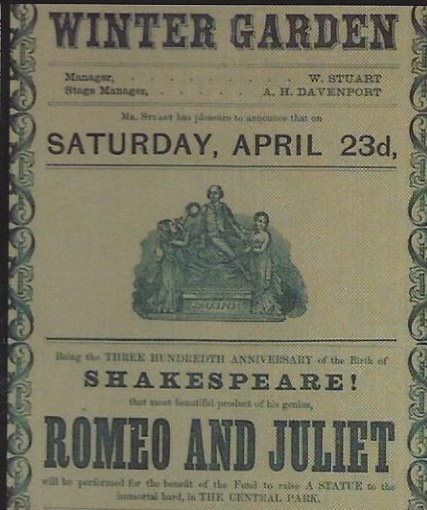 WINTER GARDEN
Manager, . . . . . . . . . . W. STUART
Stage Manager, . . . . . . A. H. DAVENPORT
Mr. Stuart has pleasure to announce that on
SATURDAY, APRIL 23d,
SHAKSPERE
Being the THREE HUNDREDTH ANNIVERSARY of the Birth of
SHAKESPEARE!
that most beautiful product of his genius,
ROMEO AND JULIET
will be performed for the benefit of the Fund to raise A STATUE to the
immortal bard, in THE CENTRAL PARK.